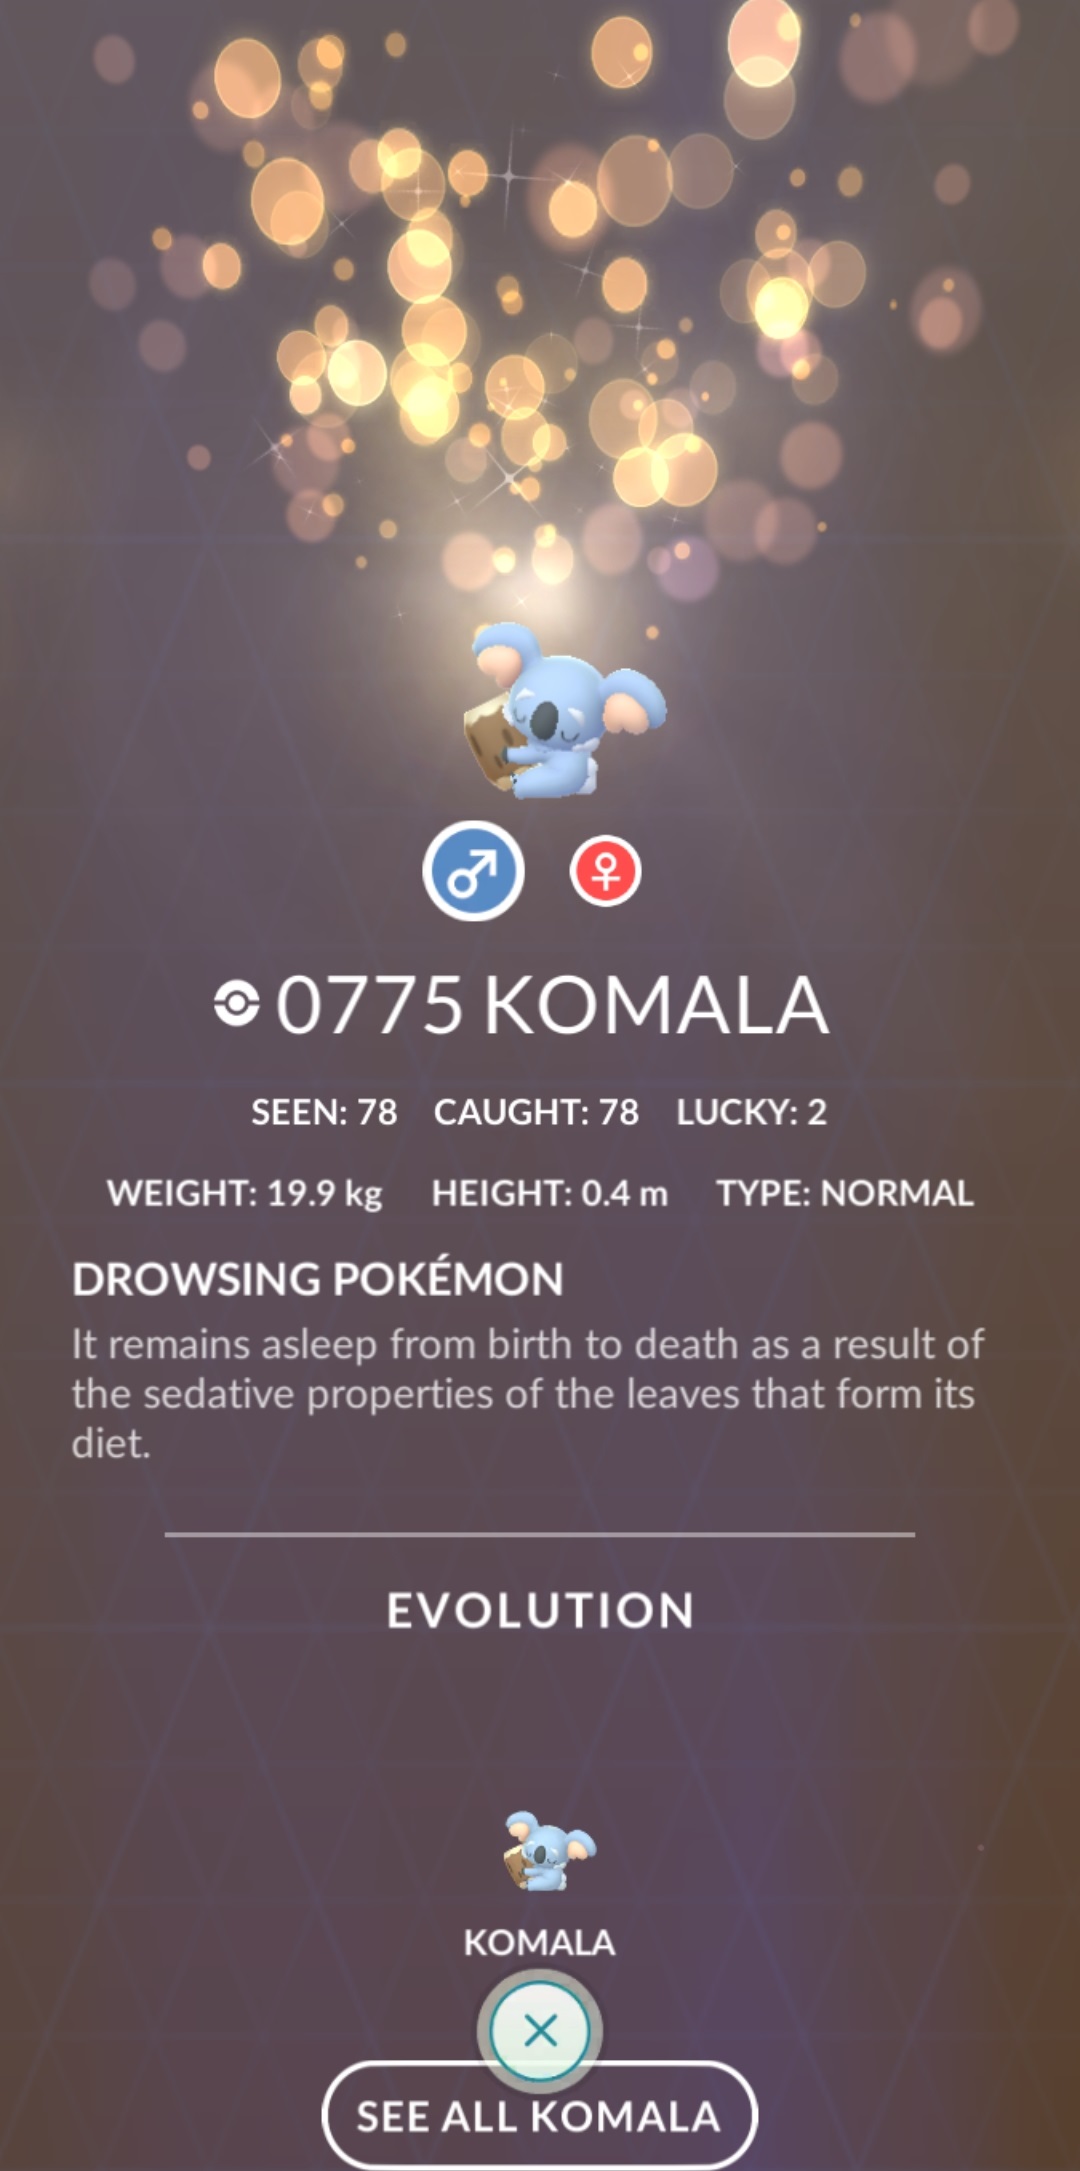 0775 KOMALA
SEEN: 78 CAUGHT: 78 LUCKY: 2
WEIGHT: 19.9 kg HEIGHT: 0.4 m TYPE: NORMAL
DROWSING POKÉMON
It remains asleep from birth to death as a result of
the sedative properties of the leaves that form its
diet.
EVOLUTION
KOMALA
SEE ALL KOMALA